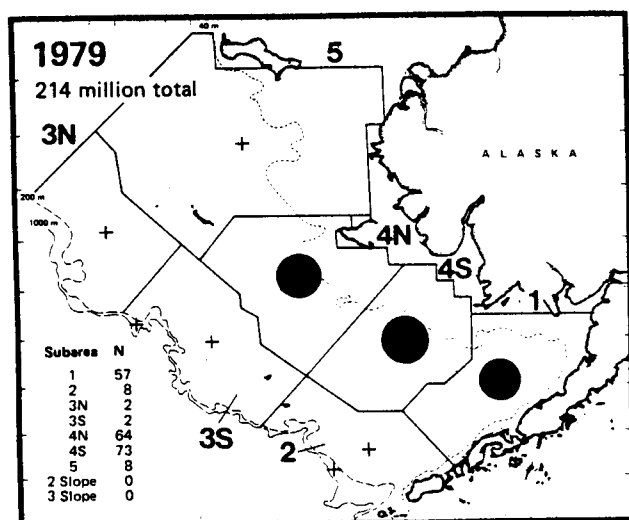 1979
214 million total
40 m
5
3N
ALASKA
200 m
1000 m
4N
4S
1
Subarea N
1 57
2 8
3N 2
3S 2
4N 64
4S 73
5 8
2 Slope 0
3 Slope 0
3S
2